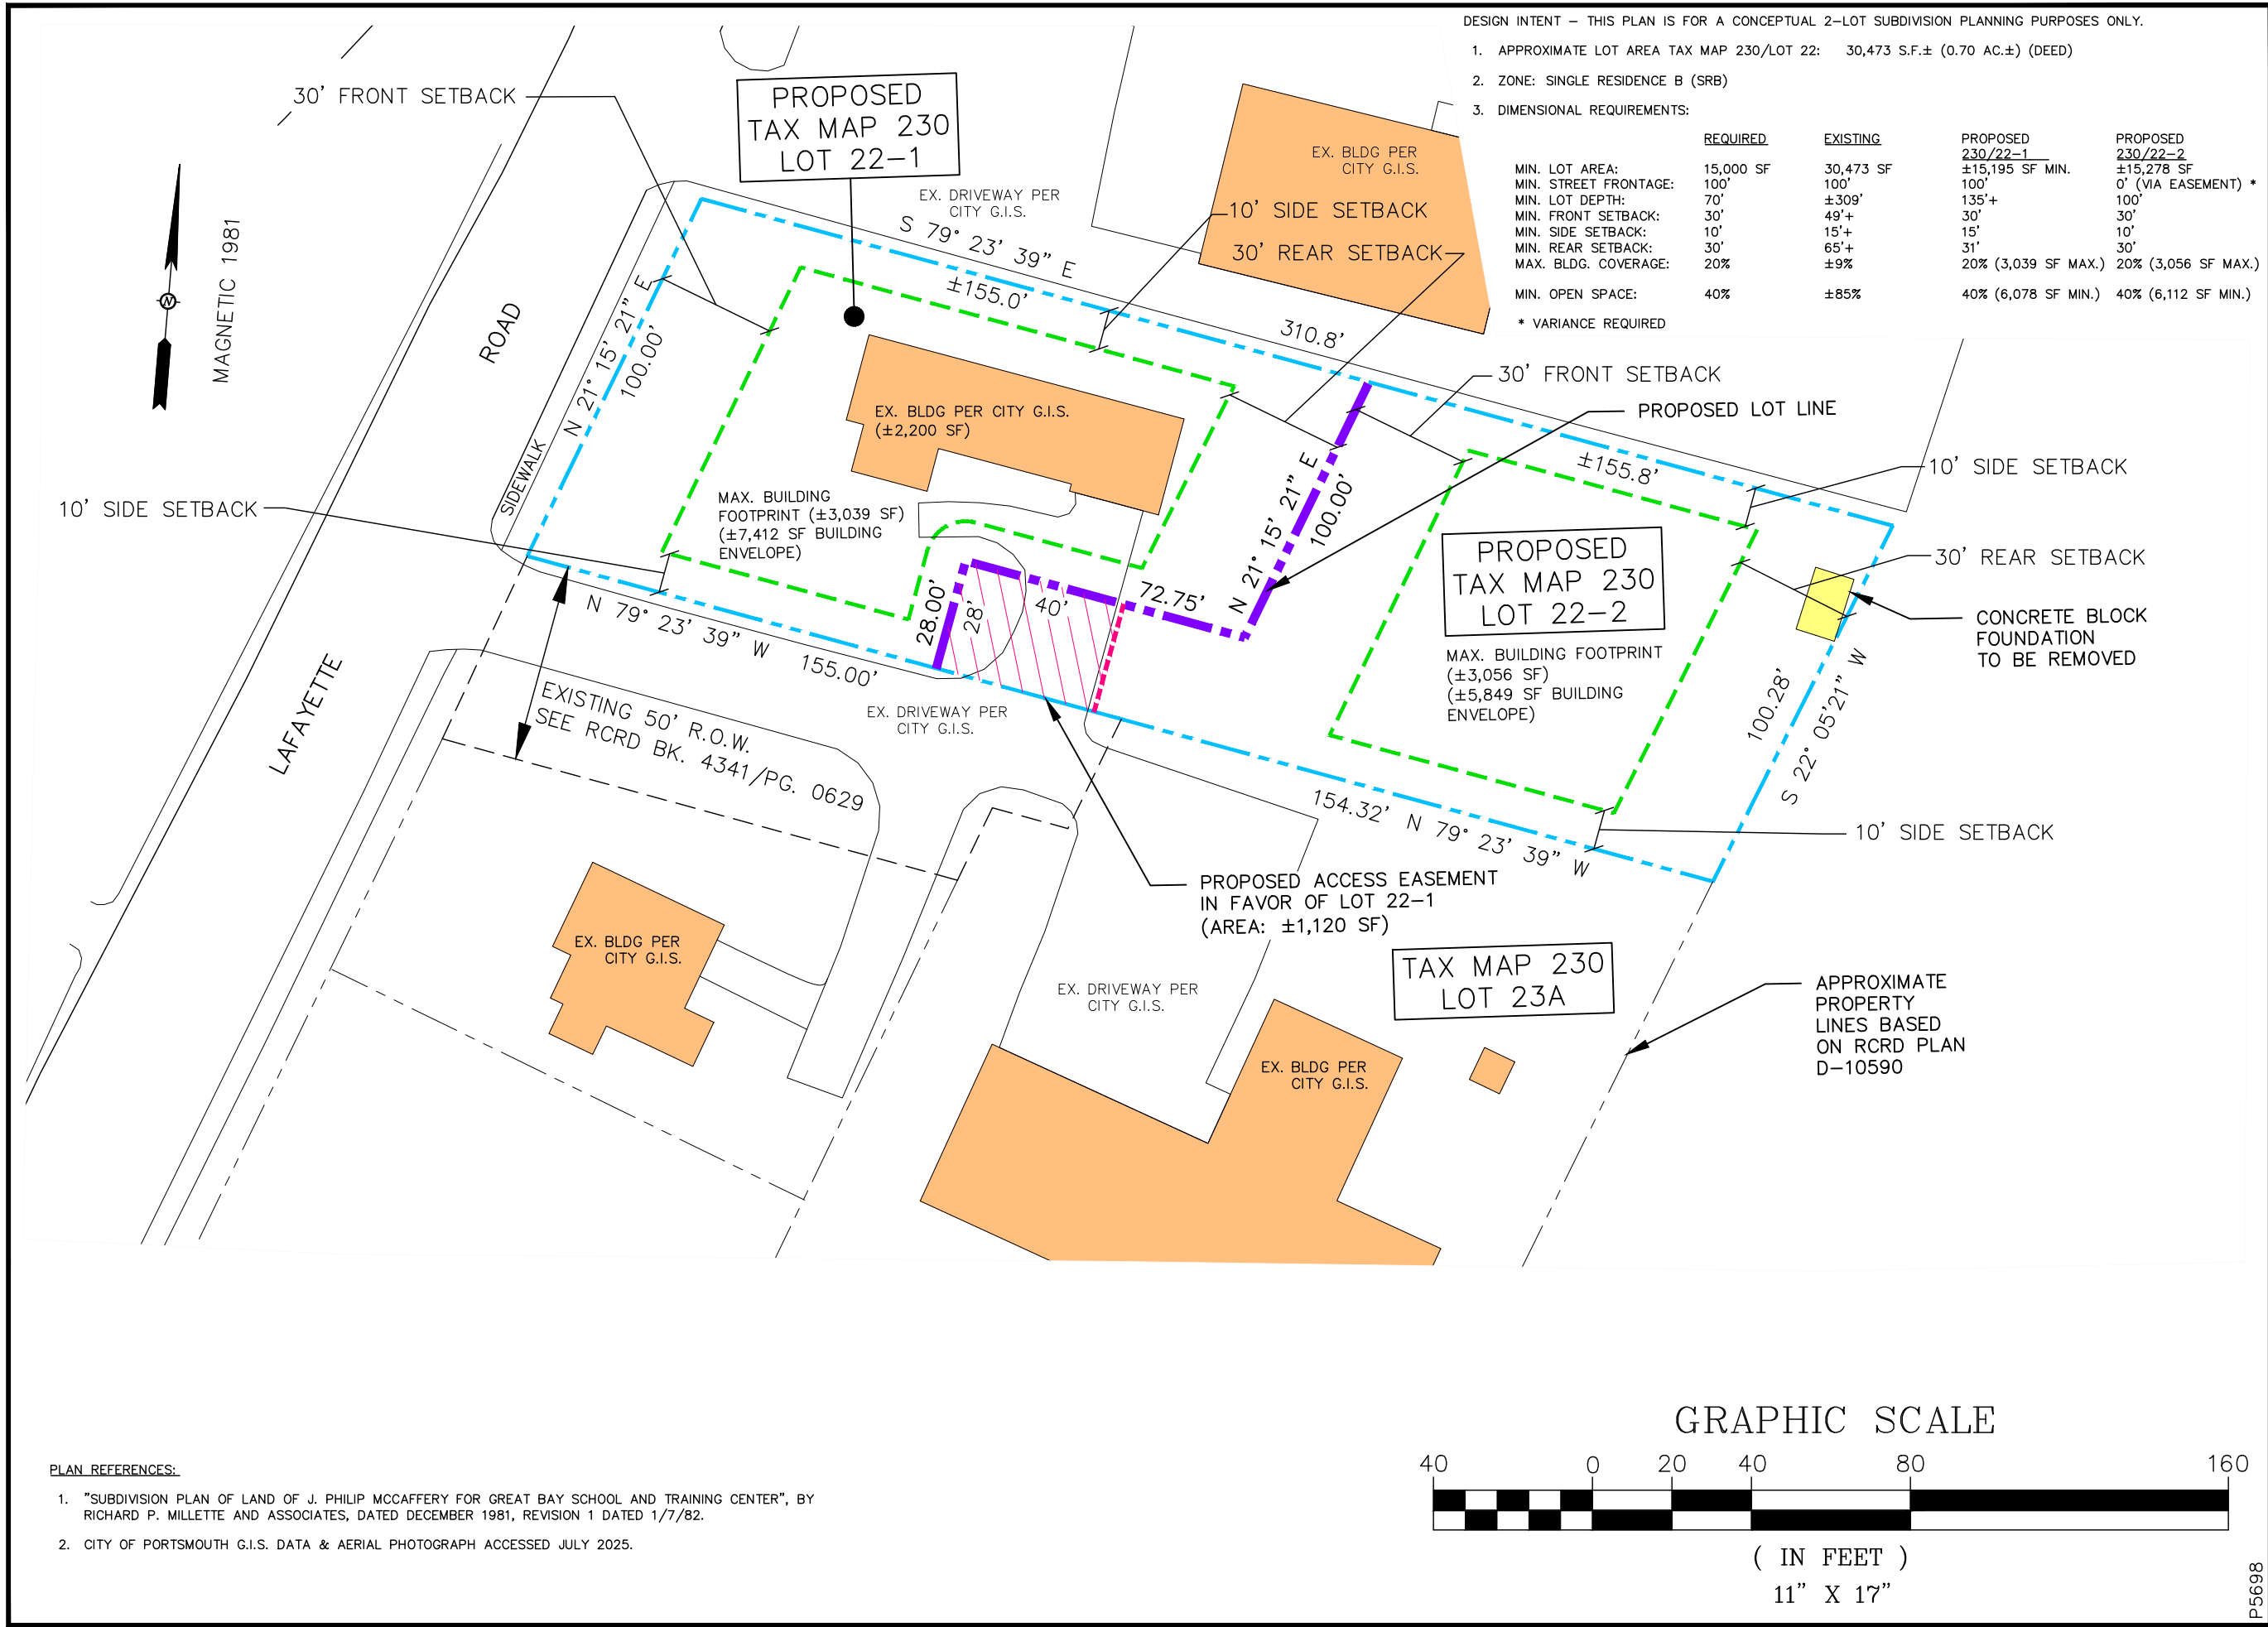 DESIGN INTENT – THIS PLAN IS FOR A CONCEPTUAL 2–LOT SUBDIVISION PLANNING PURPOSES ONLY.
1. APPROXIMATE LOT AREA TAX MAP 230/LOT 22: 30,473 S.F.± (0.70 AC.±) (DEED)
2. ZONE: SINGLE RESIDENCE B (SRB)
3. DIMENSIONAL REQUIREMENTS:
REQUIRED EXISTING PROPOSED PROPOSED
230/22–1 230/22–2
MIN. LOT AREA: 15,000 SF 30,473 SF ±15,195 SF MIN. ±15,278 SF
MIN. STREET FRONTAGE: 100' 100' 100' 0' (VIA EASEMENT) *
MIN. LOT DEPTH: 70' ±309' 135'+ 100'
MIN. FRONT SETBACK: 30' 49'+ 30' 30'
MIN. SIDE SETBACK: 10' 15'+ 15' 10'
MIN. REAR SETBACK: 30' 65'+ 31' 30'
MAX. BLDG. COVERAGE: 20% ±9% 20% (3,039 SF MAX.) 20% (3,056 SF MAX.)
MIN. OPEN SPACE: 40% ±85% 40% (6,078 SF MIN.) 40% (6,112 SF MIN.)
* VARIANCE REQUIRED
30' FRONT SETBACK
PROPOSED
TAX MAP 230
LOT 22–1
EX. BLDG PER
CITY G.I.S.
EX. DRIVEWAY PER
CITY G.I.S.
10' SIDE SETBACK
30' REAR SETBACK
S 79° 23' 39" E
±155.0'
310.8'
MAGNETIC 1981
N
ROAD
N 21° 15' 21" E
100.00'
SIDEWALK
30' FRONT SETBACK
PROPOSED LOT LINE
EX. BLDG PER CITY G.I.S.
(±2,200 SF)
±155.8'
10' SIDE SETBACK
10' SIDE SETBACK
MAX. BUILDING
FOOTPRINT (±3,039 SF)
(±7,412 SF BUILDING
ENVELOPE)
N 21° 15' 21" E
100.00'
PROPOSED
TAX MAP 230
LOT 22–2
30' REAR SETBACK
CONCRETE BLOCK
FOUNDATION
TO BE REMOVED
28.00'
28'
40'
72.75'
N 79° 23' 39" W 155.00'
MAX. BUILDING FOOTPRINT
(±3,056 SF)
(±5,849 SF BUILDING
ENVELOPE)
100.28'
S 22° 05'21" W
LAFAYETTE
EXISTING 50' R.O.W.
SEE RCRD BK. 4341/PG. 0629
EX. DRIVEWAY PER
CITY G.I.S.
154.32' N 79° 23' 39" W
10' SIDE SETBACK
PROPOSED ACCESS EASEMENT
IN FAVOR OF LOT 22–1
(AREA: ±1,120 SF)
EX. BLDG PER
CITY G.I.S.
TAX MAP 230
LOT 23A
EX. DRIVEWAY PER
CITY G.I.S.
APPROXIMATE
PROPERTY
LINES BASED
ON RCRD PLAN
D–10590
EX. BLDG PER
CITY G.I.S.
GRAPHIC SCALE
40 0 20 40 80 160
( IN FEET )
11" X 17"
PLAN REFERENCES:
1. "SUBDIVISION PLAN OF LAND OF J. PHILIP MCCAFFERY FOR GREAT BAY SCHOOL AND TRAINING CENTER", BY
RICHARD P. MILLETTE AND ASSOCIATES, DATED DECEMBER 1981, REVISION 1 DATED 1/7/82.
2. CITY OF PORTSMOUTH G.I.S. DATA & AERIAL PHOTOGRAPH ACCESSED JULY 2025.
P5698